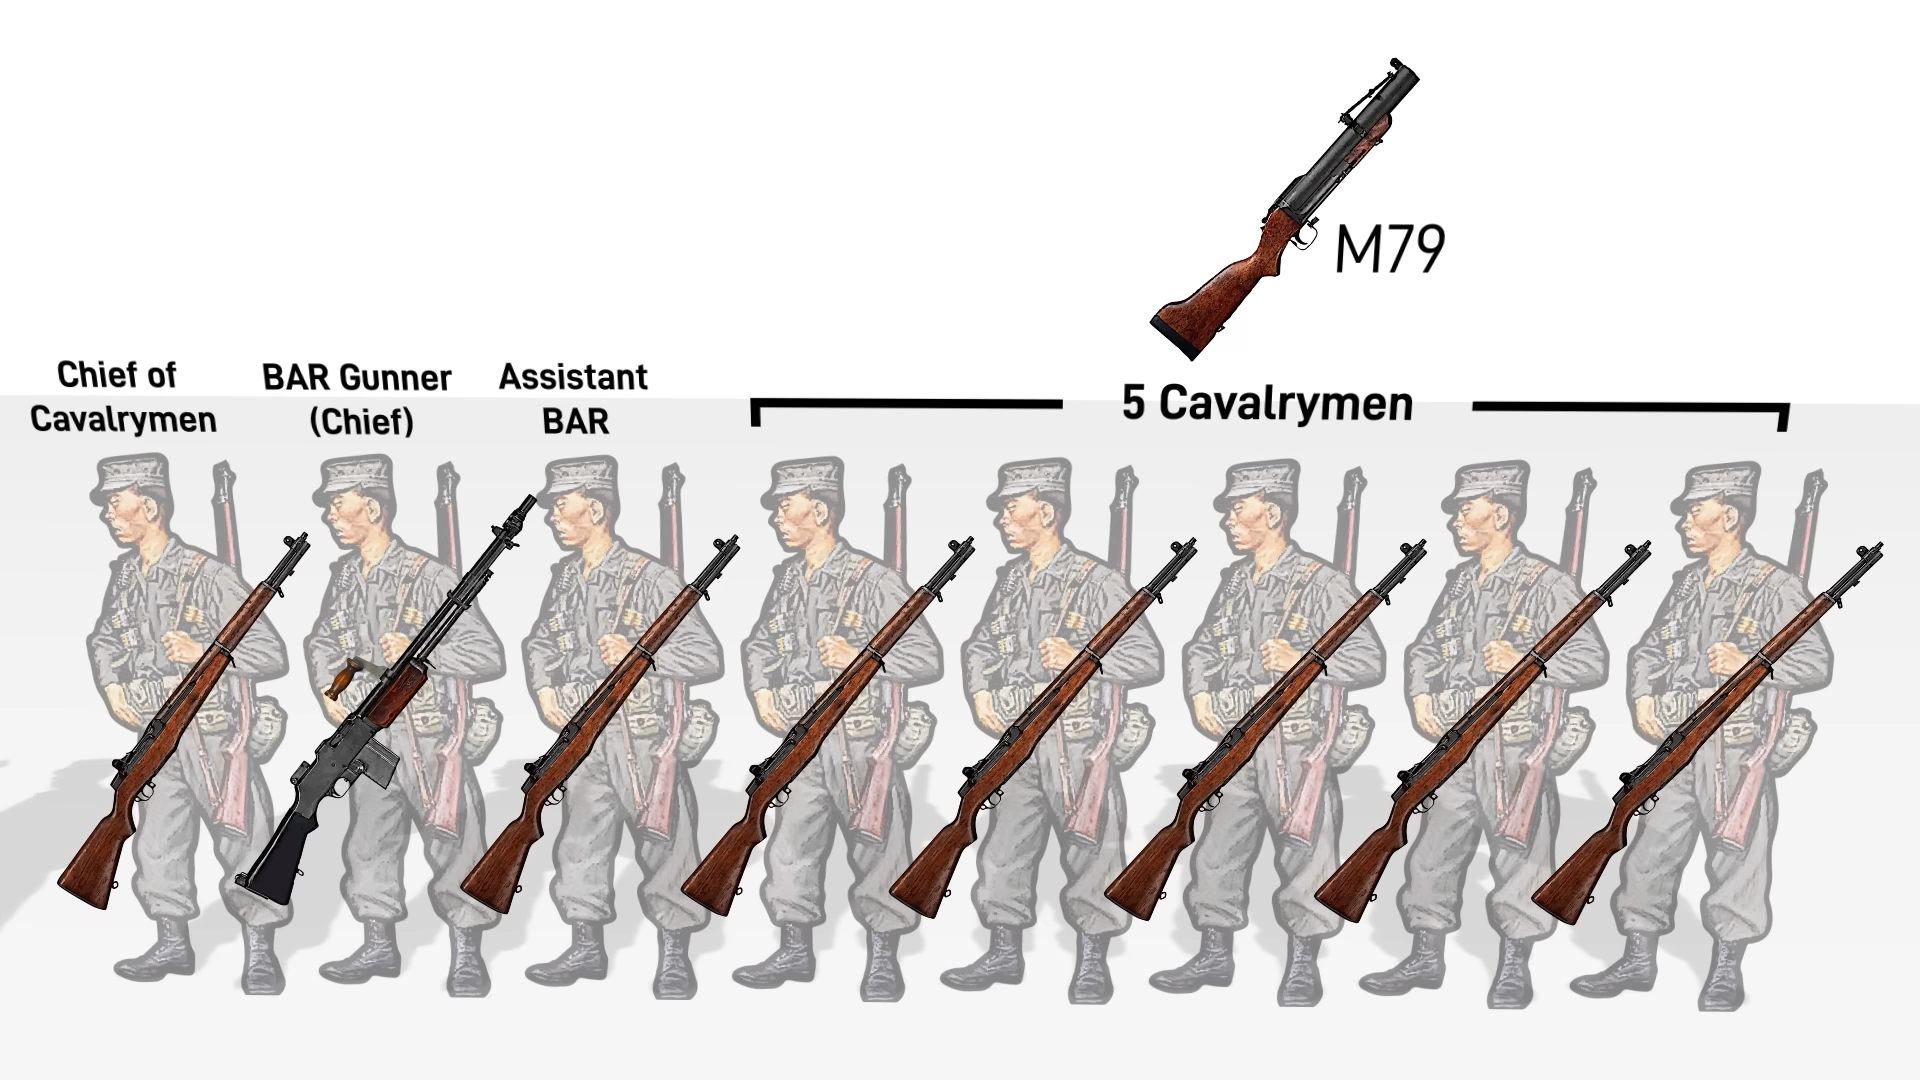 M79
Chief of
Cavalrymen
BAR Gunner
(Chief)
Assistant
BAR
5 Cavalrymen